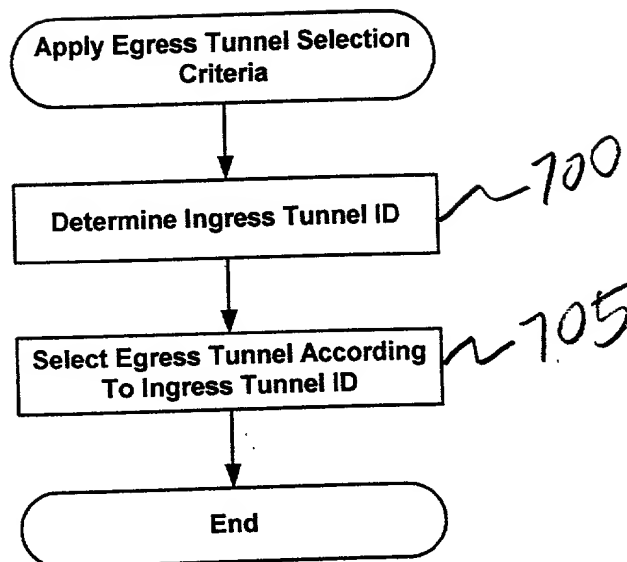 Apply Egress Tunnel Selection
Criteria
Determine Ingress Tunnel ID
700
Select Egress Tunnel According
To Ingress Tunnel ID
705
End